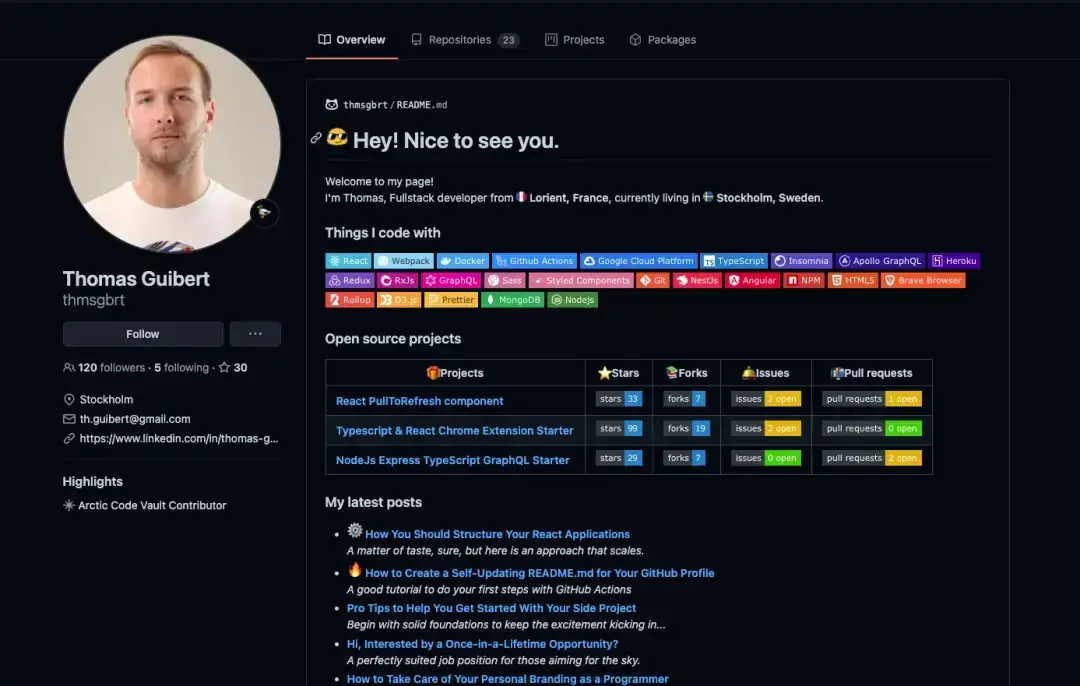 Overview Repositories 23 Projects Packages
thmsgbrt/README.md
Hey! Nice to see you.
Welcome to my page!
I'm Thomas, Fullstack developer from Lorient, France, currently living in Stockholm, Sweden.
Things I code with
React Webpack Docker Github Actions Google Cloud Platform TS TypeScript Insomnia Apollo GraphQL Heroku
Redux RxJs GraphQL Sass Styled Components Git NestJs Angular NPM HTML5 Brave Browser
Rollup D3.js Prettier MongoDB Nodejs
Open source projects
Projects Stars Forks Issues Pull requests
React PullToRefresh component stars 33 forks 7 issues 2 open pull requests 1 open
Typescript & React Chrome Extension Starter stars 99 forks 19 issues 2 open pull requests 0 open
NodeJs Express TypeScript GraphQL Starter stars 29 forks 7 issues 0 open pull requests 2 open
My latest posts
How You Should Structure Your React Applications
A matter of taste, sure, but here is an approach that scales.
How to Create a Self-Updating README.md for Your GitHub Profile
A good tutorial to do your first steps with GitHub Actions
Pro Tips to Help You Get Started With Your Side Project
Begin with solid foundations to keep the excitement kicking in...
Hi, Interested by a Once-in-a-Lifetime Opportunity?
A perfectly suited job position for those aiming for the sky.
How to Take Care of Your Personal Branding as a Programmer
Thomas Guibert
thmsgbrt
Follow ...
120 followers · 5 following · 30
Stockholm
th.guibert@gmail.com
https://www.linkedin.com/in/thomas-g...
Highlights
Arctic Code Vault Contributor